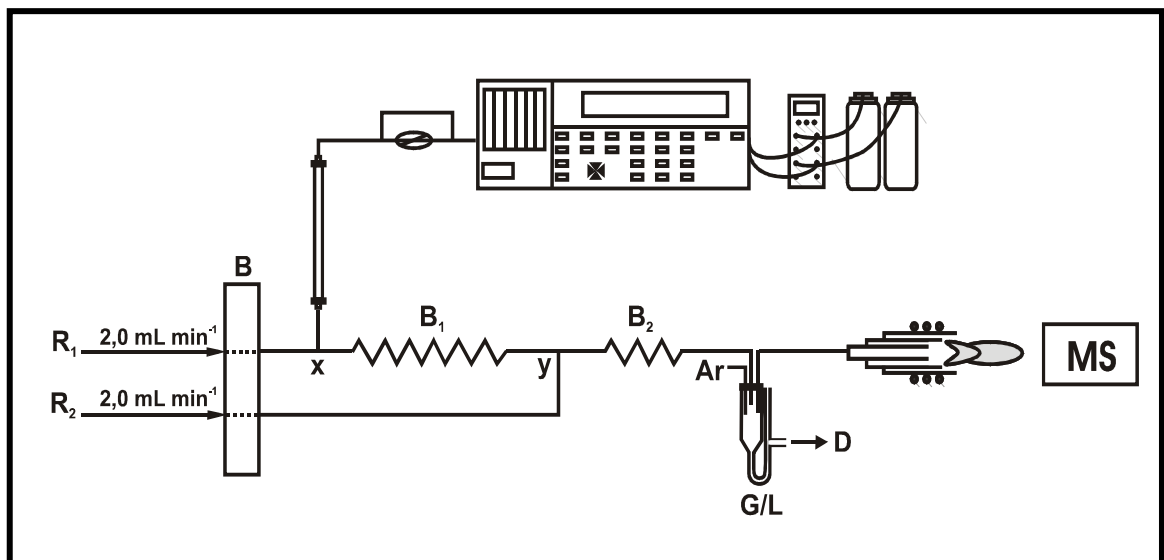 B
R₁ 2,0 mL min⁻¹
x
B₁
y
B₂
R₂ 2,0 mL min⁻¹
Ar
MS
D
G/L